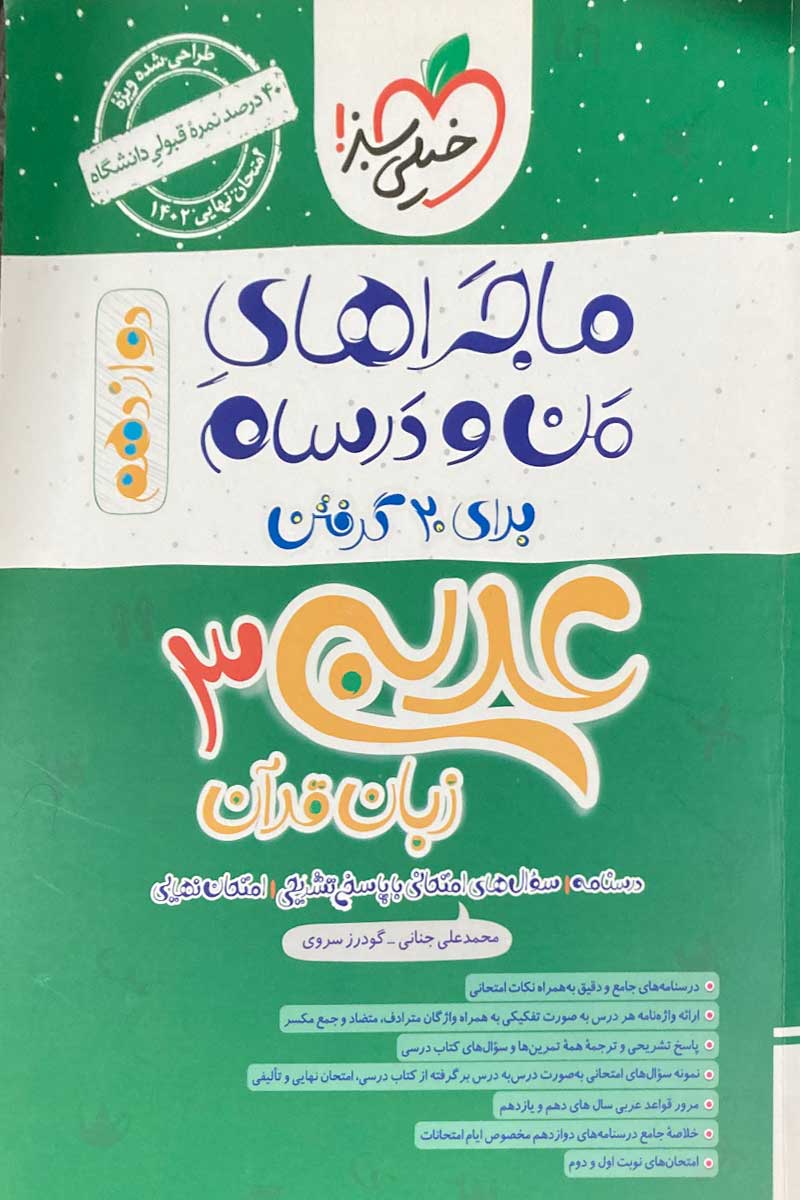 طراحی شده ویژهٔ
۴۰ درصد نمرهٔ قبولی دانشگاه
امتحان نهایی ۱۴۰۲
خیلی سبز!
ماجراهای
من و درسام
دوازدهم
برای ۲۰ گرفتن
عربی ۳
زبان قرآن
درسنامه | سؤال‌های امتحانی با پاسخ تشریحی | امتحان نهایی
محمدعلی جنانی - گودرز سروی
درسنامه‌های جامع و دقیق به همراه نکات امتحانی
ارائه واژه‌نامه هر درس به صورت تفکیکی به همراه واژگان مترادف، متضاد و جمع مکسر
پاسخ تشریحی و ترجمهٔ همهٔ تمرین‌ها و سؤال‌های کتاب درسی
نمونه سؤال‌های امتحانی به‌صورت درس‌به درس برگرفته از کتاب درسی، امتحان نهایی و تألیفی
مرور قواعد عربی سال های دهم و یازدهم
خلاصهٔ جامع درسنامه‌های دوازدهم مخصوص ایام امتحانات
امتحان‌های نوبت اول و دوم